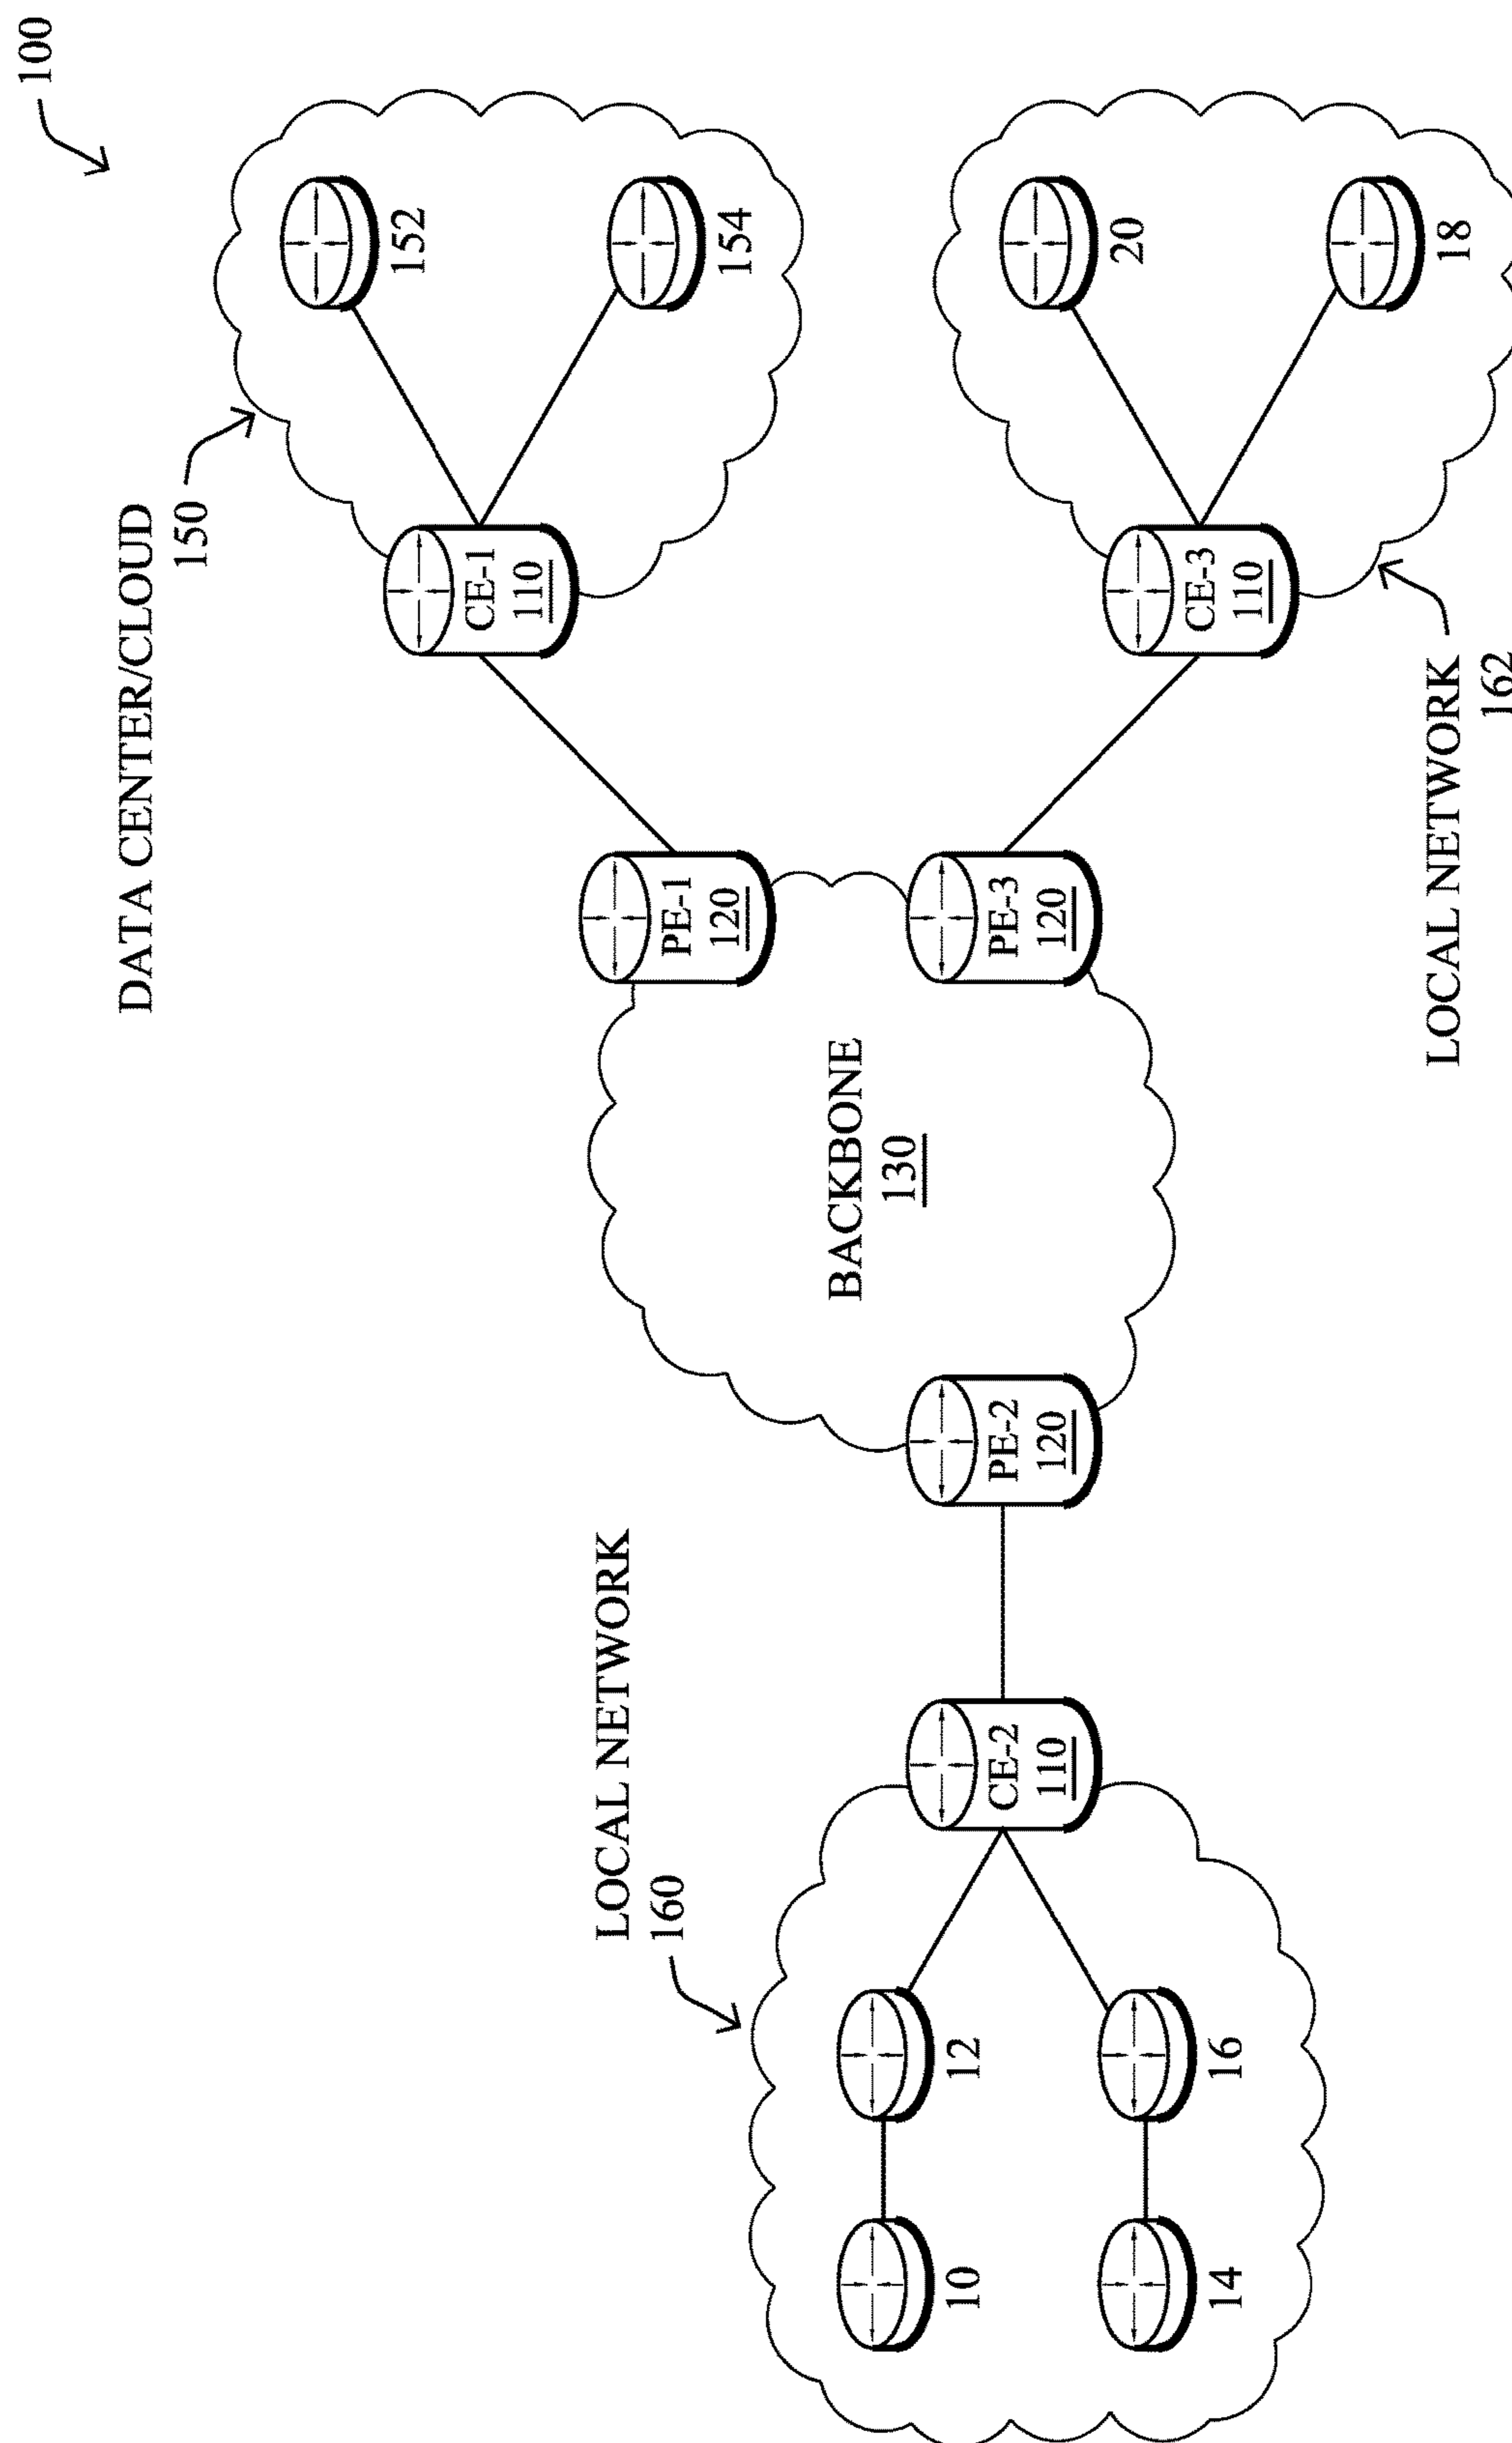 100
DATA CENTER/CLOUD
150
152
154
CE-1
110
PE-1
120
LOCAL NETWORK
160
BACKBONE
130
10
12
CE-2
110
PE-2
120
PE-3
120
14
16
CE-3
110
20
18
LOCAL NETWORK
162